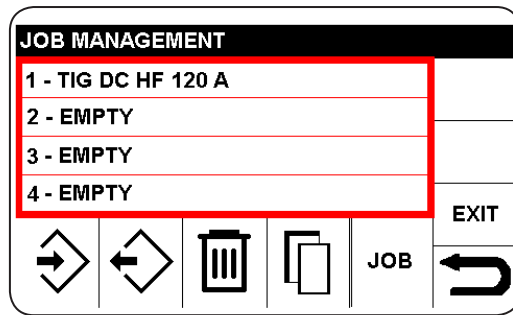 JOB MANAGEMENT
1 - TIG DC HF 120 A
2 - EMPTY
3 - EMPTY
4 - EMPTY
EXIT
JOB